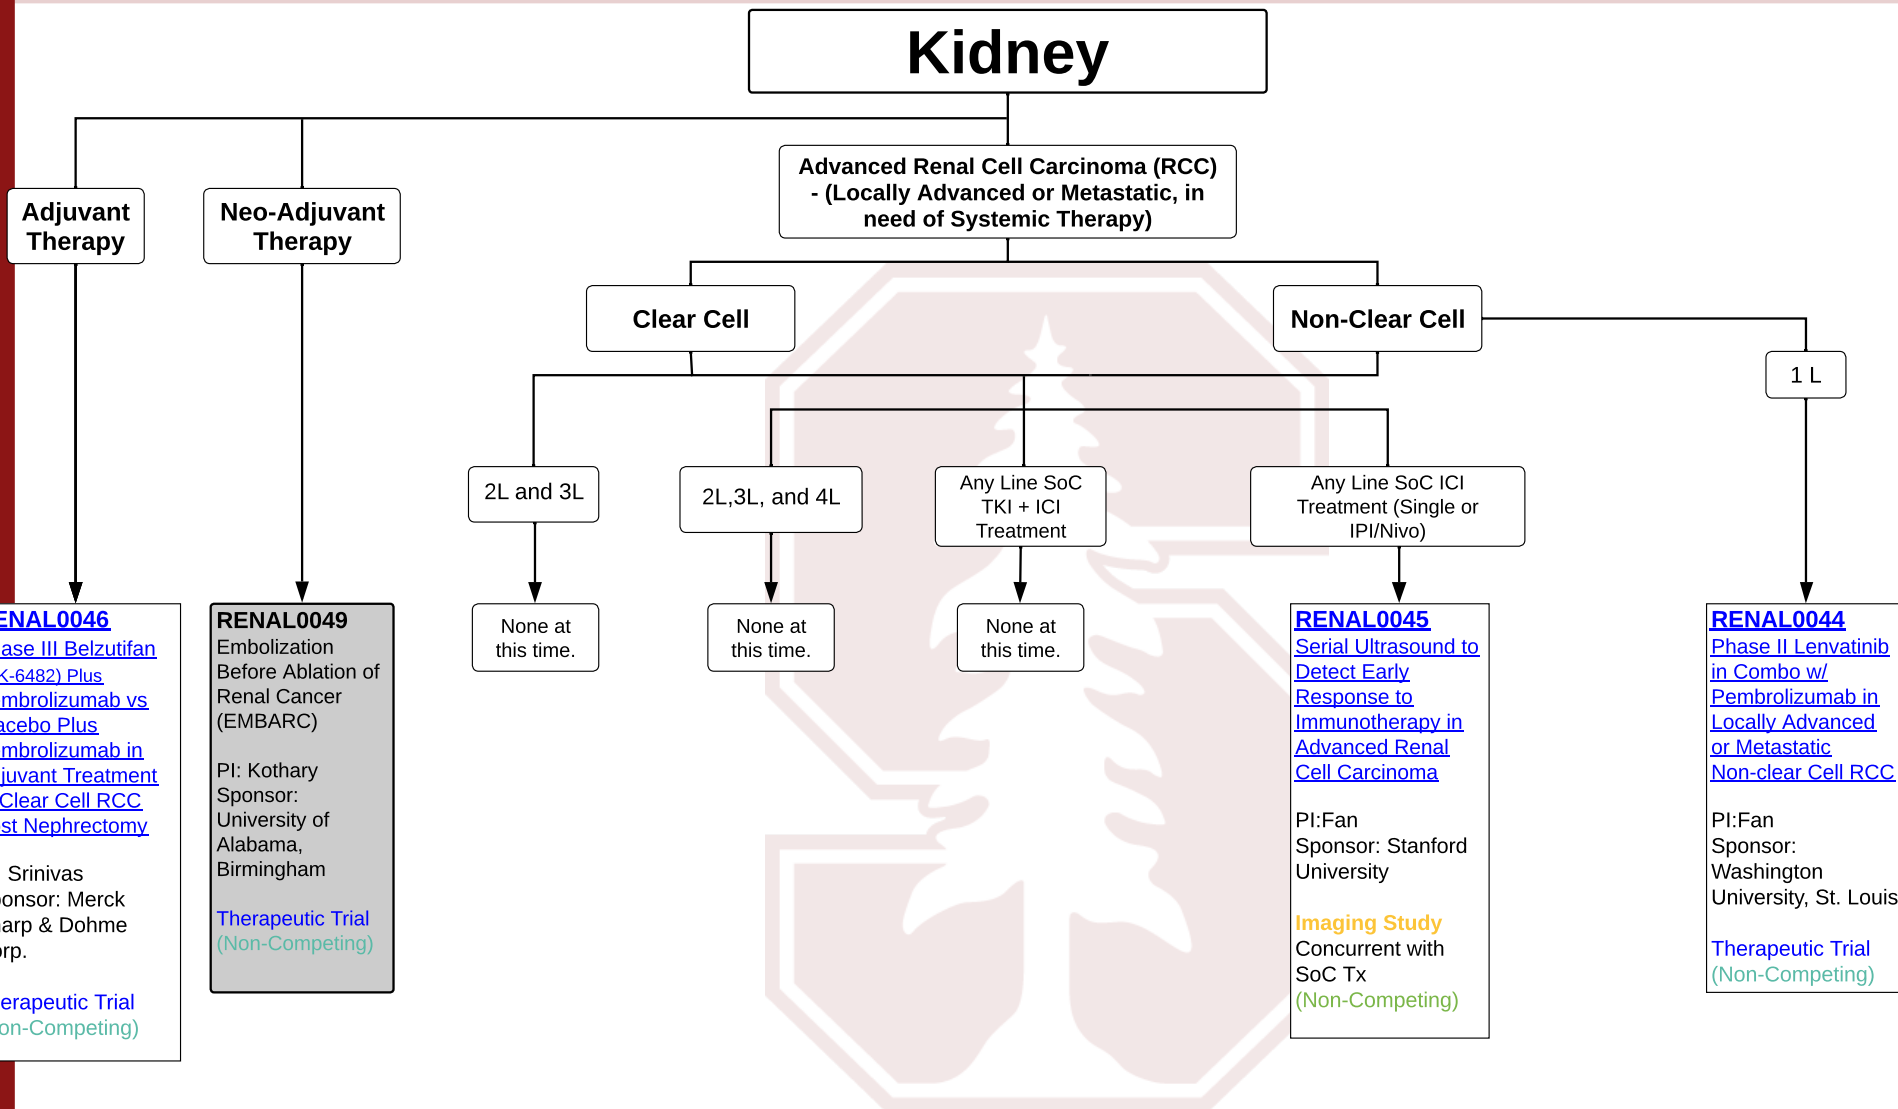 Kidney
Advanced Renal Cell Carcinoma (RCC)
- (Locally Advanced or Metastatic, in
need of Systemic Therapy)
Adjuvant
Therapy
Neo-Adjuvant
Therapy
Clear Cell
Non-Clear Cell
1 L
2L and 3L
2L,3L, and 4L
Any Line SoC
TKI + ICI
Treatment
Any Line SoC ICI
Treatment (Single or
IPI/Nivo)
ENAL0046
ase III Belzutifan
K-6482) Plus
mbrolizumab vs
acebo Plus
mbrolizumab in
juvant Treatment
Clear Cell RCC
st Nephrectomy
Srinivas
onsor: Merck
arp & Dohme
orp.
erapeutic Trial
on-Competing)
RENAL0049
Embolization
Before Ablation of
Renal Cancer
(EMBARC)
PI: Kothary
Sponsor:
University of
Alabama,
Birmingham
Therapeutic Trial
(Non-Competing)
None at
this time.
None at
this time.
None at
this time.
RENAL0045
Serial Ultrasound to
Detect Early
Response to
Immunotherapy in
Advanced Renal
Cell Carcinoma
PI:Fan
Sponsor: Stanford
University
Imaging Study
Concurrent with
SoC Tx
(Non-Competing)
RENAL0044
Phase II Lenvatinib
in Combo w/
Pembrolizumab in
Locally Advanced
or Metastatic
Non-clear Cell RCC
PI:Fan
Sponsor:
Washington
University, St. Louis
Therapeutic Trial
(Non-Competing)